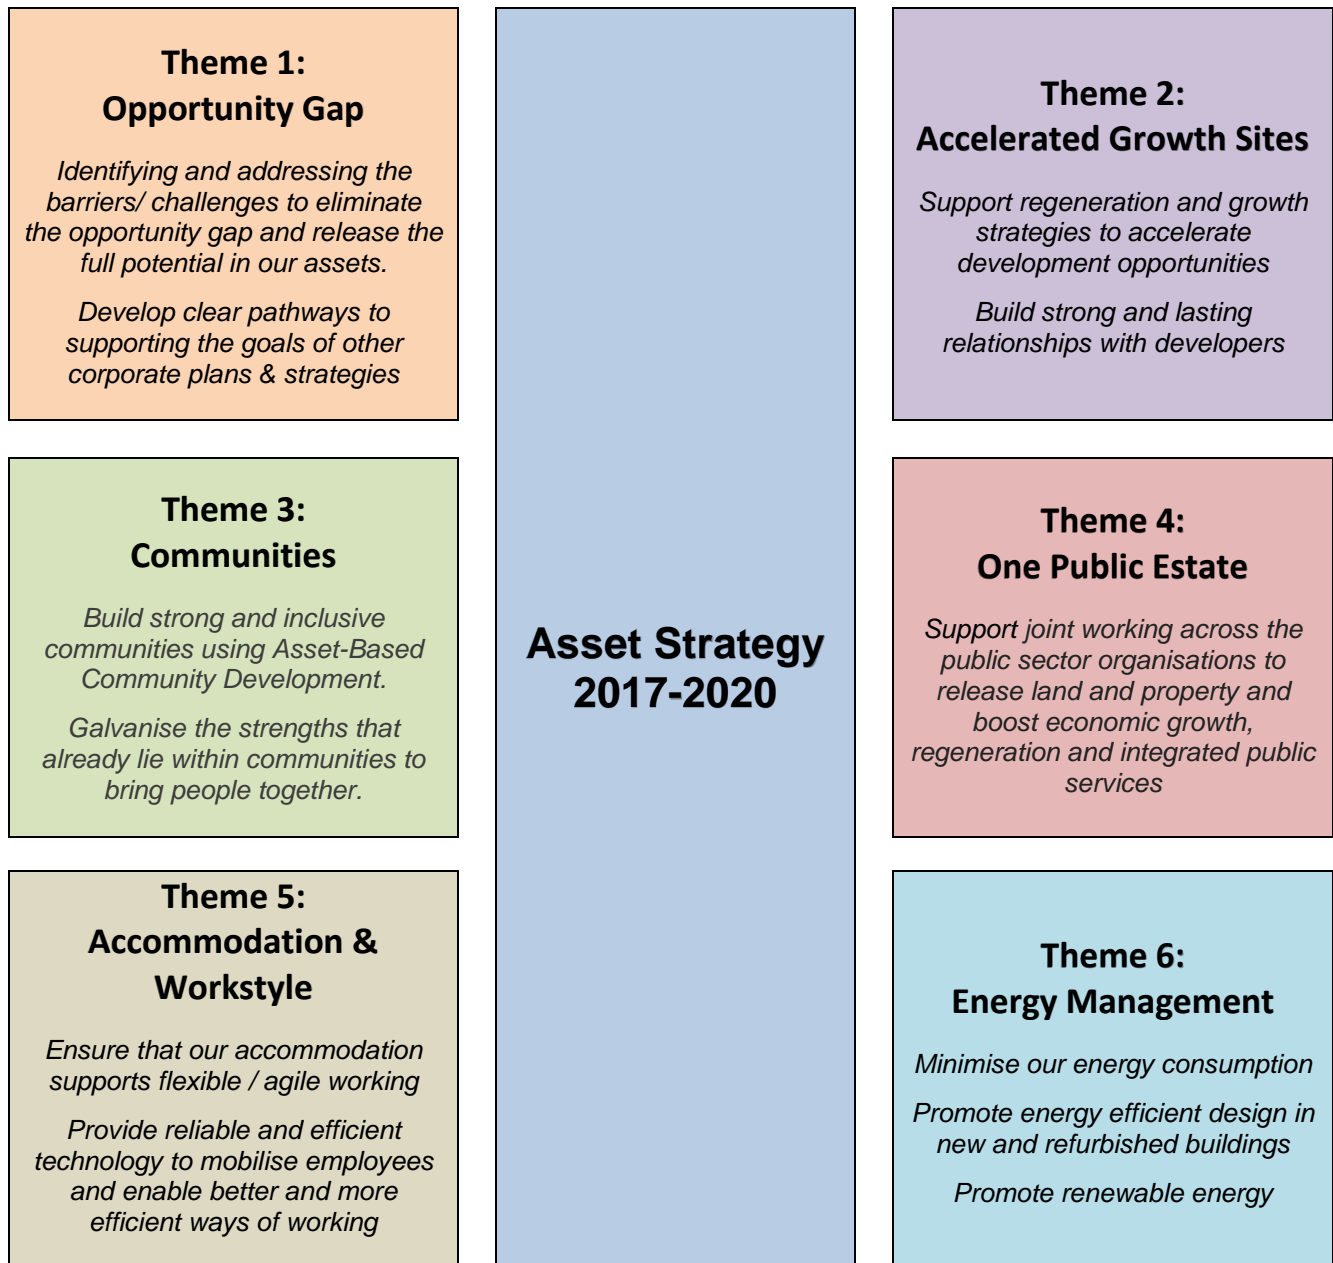 Theme 1:
Opportunity Gap
Identifying and addressing the
barriers/ challenges to eliminate
the opportunity gap and release the
full potential in our assets.
Develop clear pathways to
supporting the goals of other
corporate plans & strategies
Theme 2:
Accelerated Growth Sites
Support regeneration and growth
strategies to accelerate
development opportunities
Build strong and lasting
relationships with developers
Theme 3:
Communities
Build strong and inclusive
communities using Asset-Based
Community Development.
Galvanise the strengths that
already lie within communities to
bring people together.
Asset Strategy
2017-2020
Theme 4:
One Public Estate
Support joint working across the
public sector organisations to
release land and property and
boost economic growth,
regeneration and integrated public
services
Theme 5:
Accommodation &
Workstyle
Ensure that our accommodation
supports flexible / agile working
Provide reliable and efficient
technology to mobilise employees
and enable better and more
efficient ways of working
Theme 6:
Energy Management
Minimise our energy consumption
Promote energy efficient design in
new and refurbished buildings
Promote renewable energy